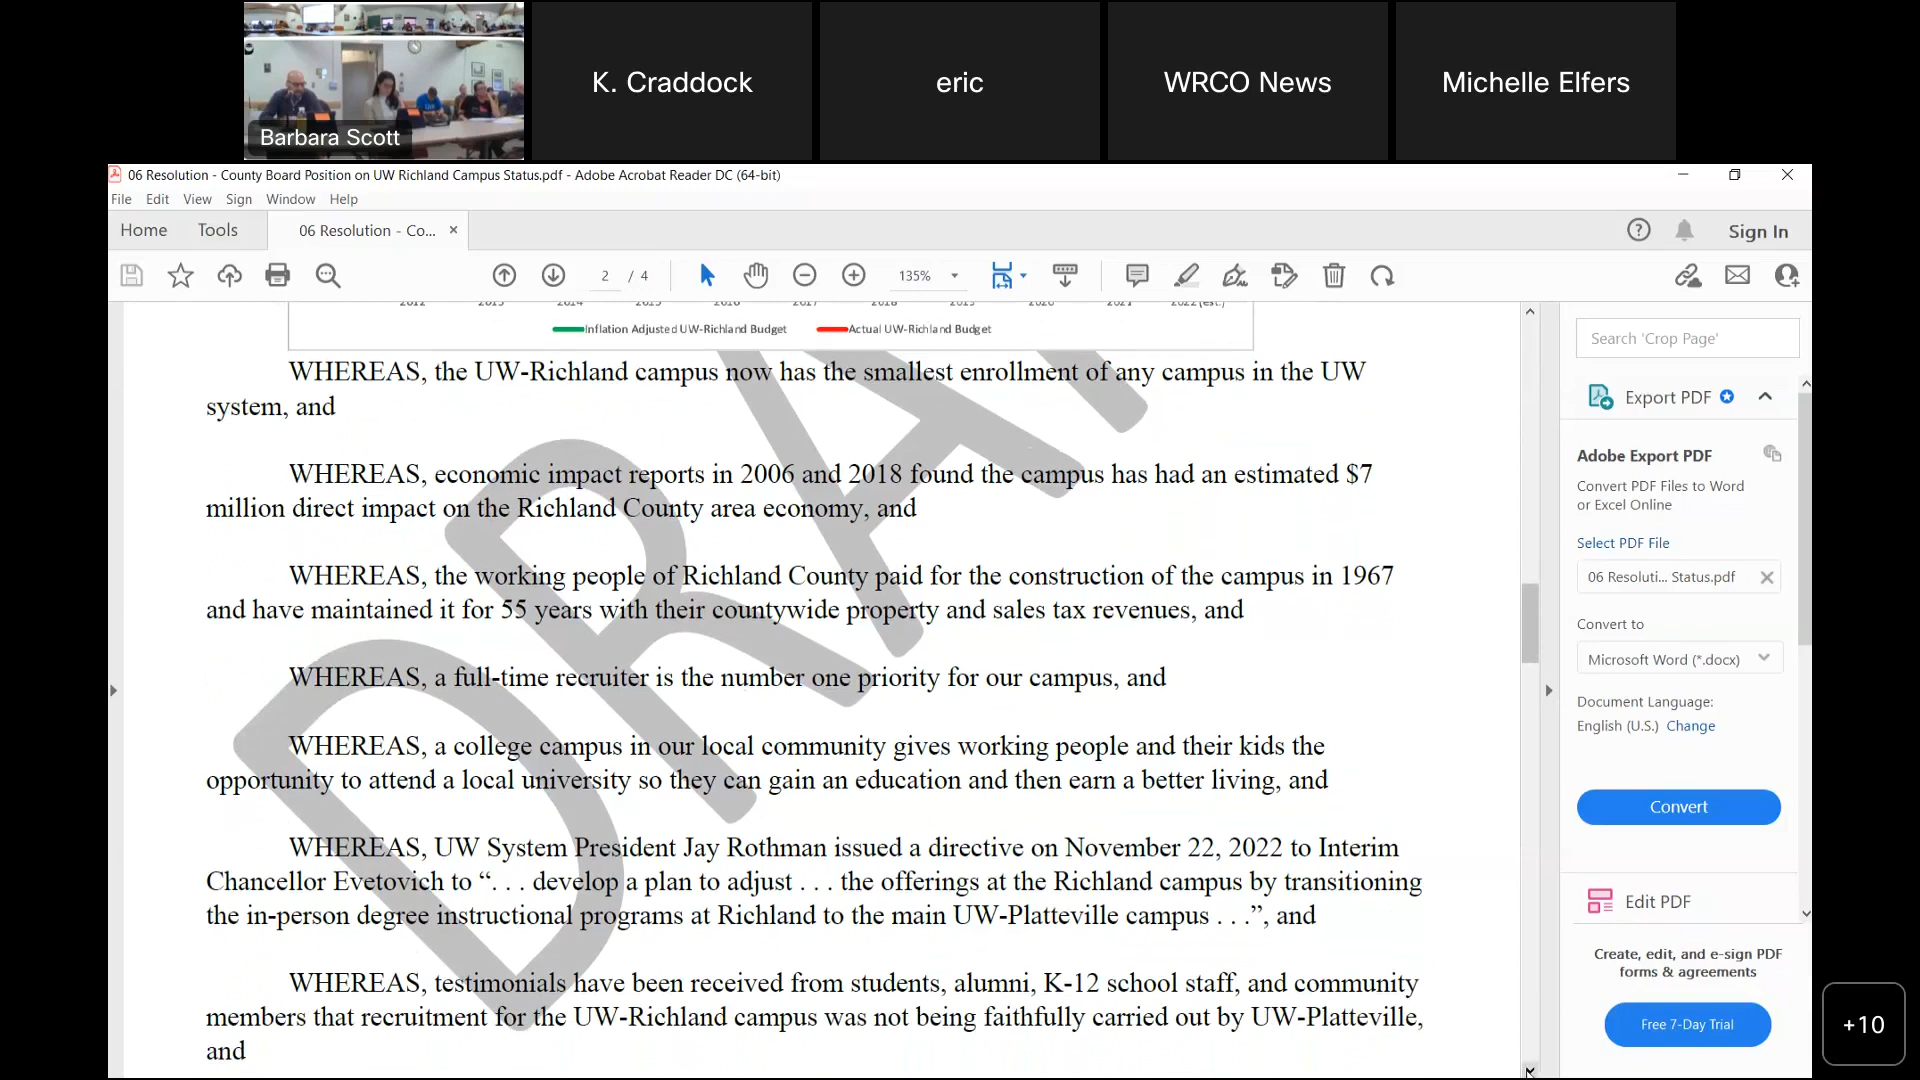 Barbara Scott
K. Craddock
eric
WRCO News
Michelle Elfers
06 Resolution - County Board Position on UW Richland Campus Status.pdf - Adobe Acrobat Reader DC (64-bit)
File Edit View Sign Window Help
Home Tools 06 Resolution - Co... Sign In
2 / 4 135%
2012 2013 2014 2015 2016 2017 2018 2019 2020 2021 2022 (est.)
Inflation Adjusted UW-Richland Budget Actual UW-Richland Budget
WHEREAS, the UW-Richland campus now has the smallest enrollment of any campus in the UW
system, and
WHEREAS, economic impact reports in 2006 and 2018 found the campus has had an estimated $7
million direct impact on the Richland County area economy, and
WHEREAS, the working people of Richland County paid for the construction of the campus in 1967
and have maintained it for 55 years with their countywide property and sales tax revenues, and
WHEREAS, a full-time recruiter is the number one priority for our campus, and
WHEREAS, a college campus in our local community gives working people and their kids the
opportunity to attend a local university so they can gain an education and then earn a better living, and
WHEREAS, UW System President Jay Rothman issued a directive on November 22, 2022 to Interim
Chancellor Evetovich to “. . . develop a plan to adjust . . . the offerings at the Richland campus by transitioning
the in-person degree instructional programs at Richland to the main UW-Platteville campus . . .”, and
WHEREAS, testimonials have been received from students, alumni, K-12 school staff, and community
members that recruitment for the UW-Richland campus was not being faithfully carried out by UW-Platteville,
and
DRA
Search 'Crop Page'
Export PDF
Adobe Export PDF
Convert PDF Files to Word
or Excel Online
Select PDF File
06 Resoluti... Status.pdf
Convert to
Microsoft Word (*.docx)
Document Language:
English (U.S.) Change
Convert
Edit PDF
Create, edit, and e-sign PDF
forms & agreements
Free 7-Day Trial
+10